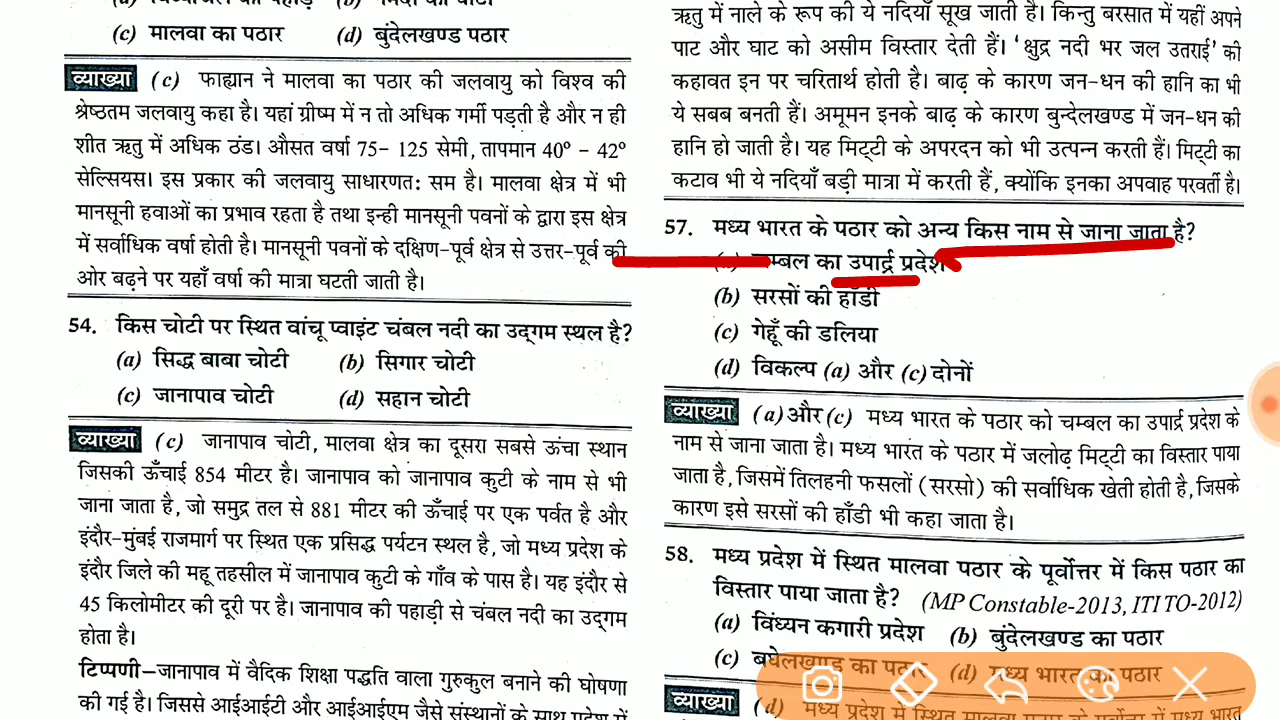 (c) मालवा का पठार (d) बुंदेलखण्ड पठार
व्याख्या (c) फाह्यान ने मालवा का पठार की जलवायु को विश्व की
श्रेष्ठतम जलवायु कहा है। यहां ग्रीष्म में न तो अधिक गर्मी पड़ती है और न ही
शीत ऋतु में अधिक ठंड। औसत वर्षा 75- 125 सेमी, तापमान 40° - 42°
सेल्सियस। इस प्रकार की जलवायु साधारणत: सम है। मालवा क्षेत्र में भी
मानसूनी हवाओं का प्रभाव रहता है तथा इन्ही मानसूनी पवनों के द्वारा इस क्षेत्र
में सर्वाधिक वर्षा होती है। मानसूनी पवनों के दक्षिण-पूर्व क्षेत्र से उत्तर-पूर्व की
ओर बढ़ने पर यहाँ वर्षा की मात्रा घटती जाती है।
54. किस चोटी पर स्थित वांचू प्वाइंट चंबल नदी का उद्‌गम स्थल है?
(a) सिद्ध बाबा चोटी (b) सिगार चोटी
(c) जानापाव चोटी (d) सहान चोटी
व्याख्या (c) जानापाव चोटी, मालवा क्षेत्र का दूसरा सबसे ऊंचा स्थान
जिसकी ऊँचाई 854 मीटर है। जानापाव को जानापाव कुटी के नाम से भी
जाना जाता है, जो समुद्र तल से 881 मीटर की ऊँचाई पर एक पर्वत है और
इंदौर-मुंबई राजमार्ग पर स्थित एक प्रसिद्ध पर्यटन स्थल है, जो मध्य प्रदेश के
इंदौर जिले की महू तहसील में जानापाव कुटी के गाँव के पास है। यह इंदौर से
45 किलोमीटर की दूरी पर है। जानापाव की पहाड़ी से चंबल नदी का उद्‌गम
होता है।
टिप्पणी–जानापाव में वैदिक शिक्षा पद्धति वाला गुरुकुल बनाने की घोषणा
की गई है। जिससे आईआईटी और आईआईएम जैसे संस्थानों के साथ प्रदेश में
ऋतु में नाले के रूप की ये नदियाँ सूख जाती है। किन्तु बरसात में यहीं अपने
पाट और घाट को असीम विस्तार देती हैं। 'क्षुद्र नदी भर जल उतराई' की
कहावत इन पर चरितार्थ होती है। बाढ़ के कारण जन-धन की हानि का भी
ये सबब बनती हैं। अमूमन इनके बाढ़ के कारण बुन्देलखण्ड में जन-धन की
हानि हो जाती है। यह मिट्‌टी के अपरदन को भी उत्पन्न करती हैं। मिट्‌टी का
कटाव भी ये नदियाँ बड़ी मात्रा में करती हैं, क्योंकि इनका अपवाह परवर्ती है।
57. मध्य भारत के पठार को अन्य किस नाम से जाना जाता है?
चम्बल का उपार्द्र प्रदेश
(b) सरसों की हाँडी
(c) गेहूँ की डलिया
(d) विकल्प (a) और (c) दोनों
व्याख्या (a) और (c) मध्य भारत के पठार को चम्बल का उपार्द्र प्रदेश के
नाम से जाना जाता है। मध्य भारत के पठार में जलोढ़ मिट्‌टी का विस्तार पाया
जाता है, जिसमें तिलहनी फसलों (सरसो) की सर्वाधिक खेती होती है, जिसके
कारण इसे सरसों की हाँडी भी कहा जाता है।
58. मध्य प्रदेश में स्थित मालवा पठार के पूर्वोत्तर में किस पठार का
विस्तार पाया जाता है? (MP Constable-2013, ITI TO-2012)
(a) विंध्यन कगारी प्रदेश (b) बुंदेलखण्ड का पठार
(c) बघेलखण्ड का पठार (d) मध्य भारत का पठार
व्याख्या (d) मध्य प्रदेश में स्थित मालवा पठार के पूर्वोत्तर में मध्य भारत